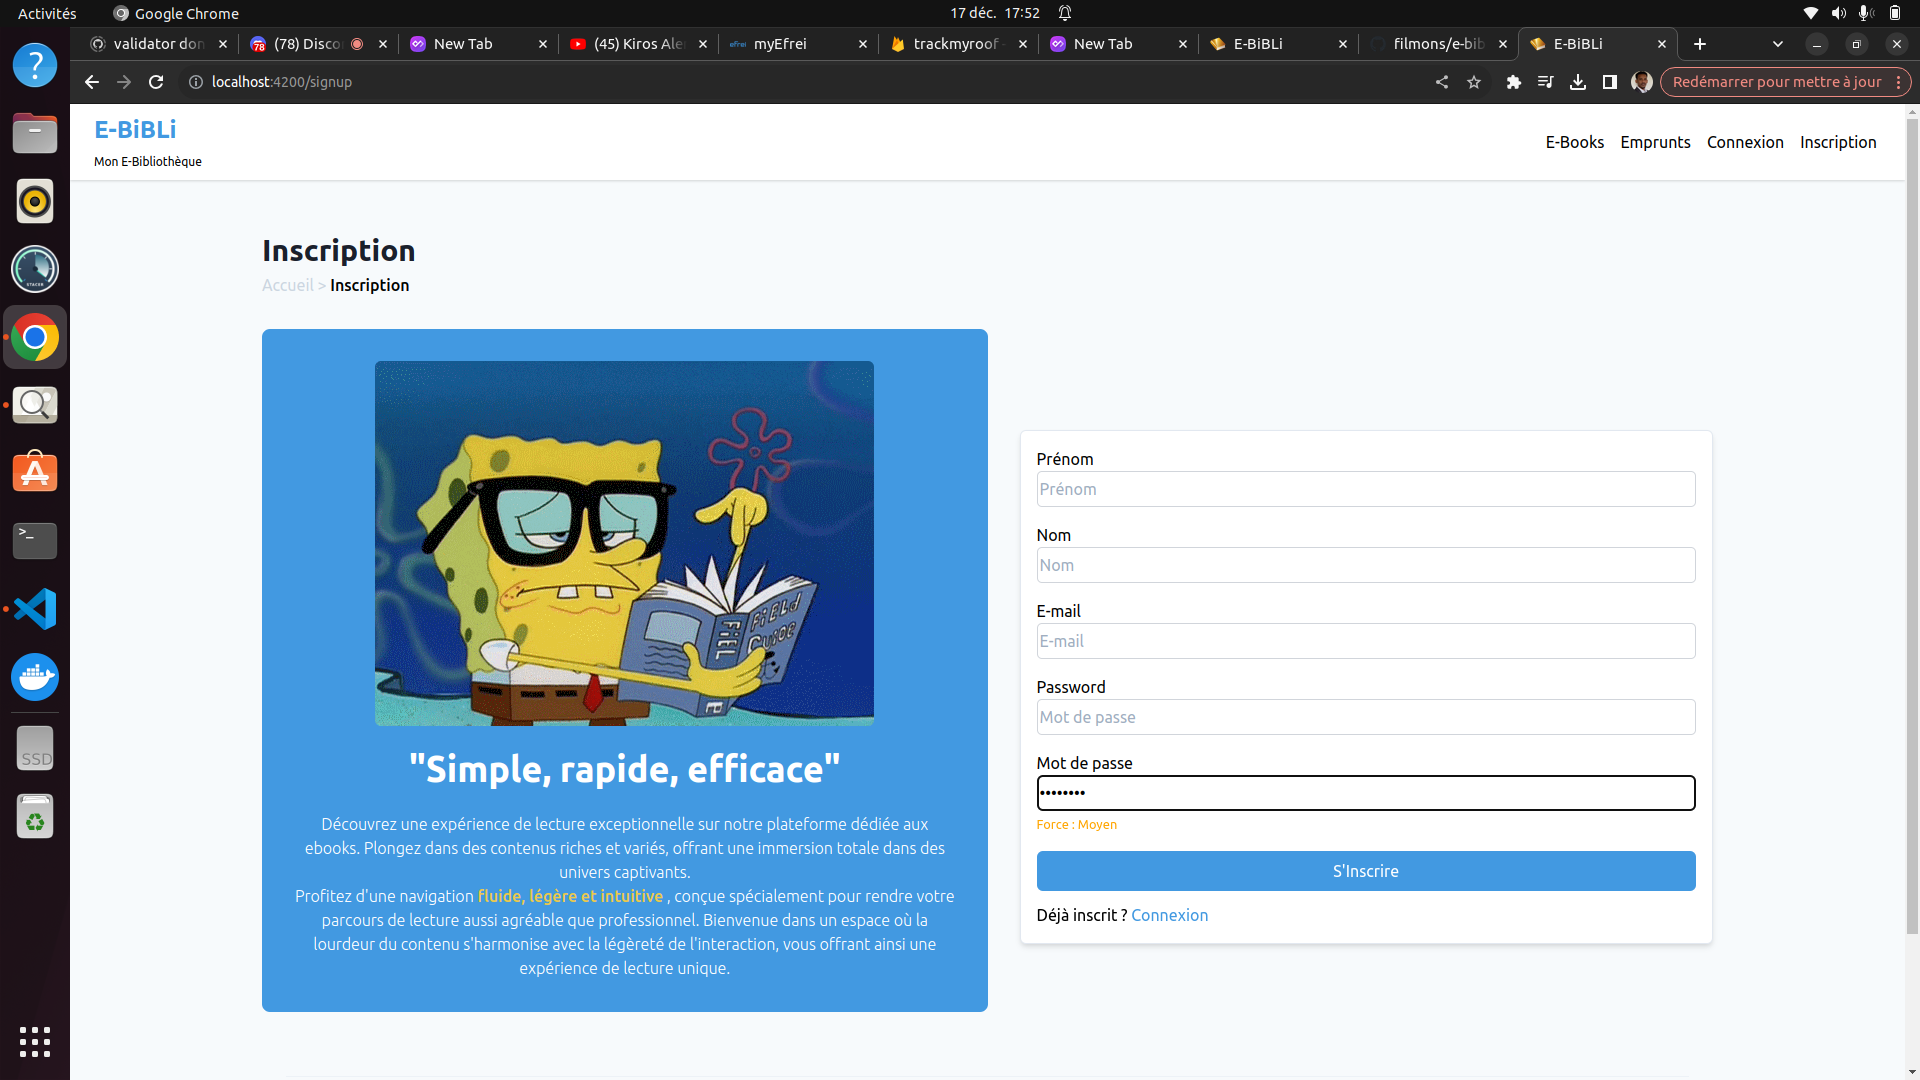 Activités
Google Chrome
17 déc. 17:52
validator don
(78) Disco
New Tab
(45) Kiros Ale
myEfrei
trackmyroof -
New Tab
E-BiBLi
filmons/e-bib
E-BiBLi
localhost:4200/signup
Redémarrer pour mettre à jour
E-BiBLi
Mon E-Bibliothèque
E-Books
Emprunts
Connexion
Inscription
Inscription
Accueil > Inscription
FiELd
GUiDE
FiEL
"Simple, rapide, efficace"
Découvrez une expérience de lecture exceptionnelle sur notre plateforme dédiée aux
ebooks. Plongez dans des contenus riches et variés, offrant une immersion totale dans des
univers captivants.
Profitez d'une navigation fluide, légère et intuitive , conçue spécialement pour rendre votre
parcours de lecture aussi agréable que professionnel. Bienvenue dans un espace où la
lourdeur du contenu s'harmonise avec la légèreté de l'interaction, vous offrant ainsi une
expérience de lecture unique.
Prénom
Prénom
Nom
Nom
E-mail
E-mail
Password
Mot de passe
Mot de passe
••••••••
Force : Moyen
S'Inscrire
Déjà inscrit ? Connexion
SSD